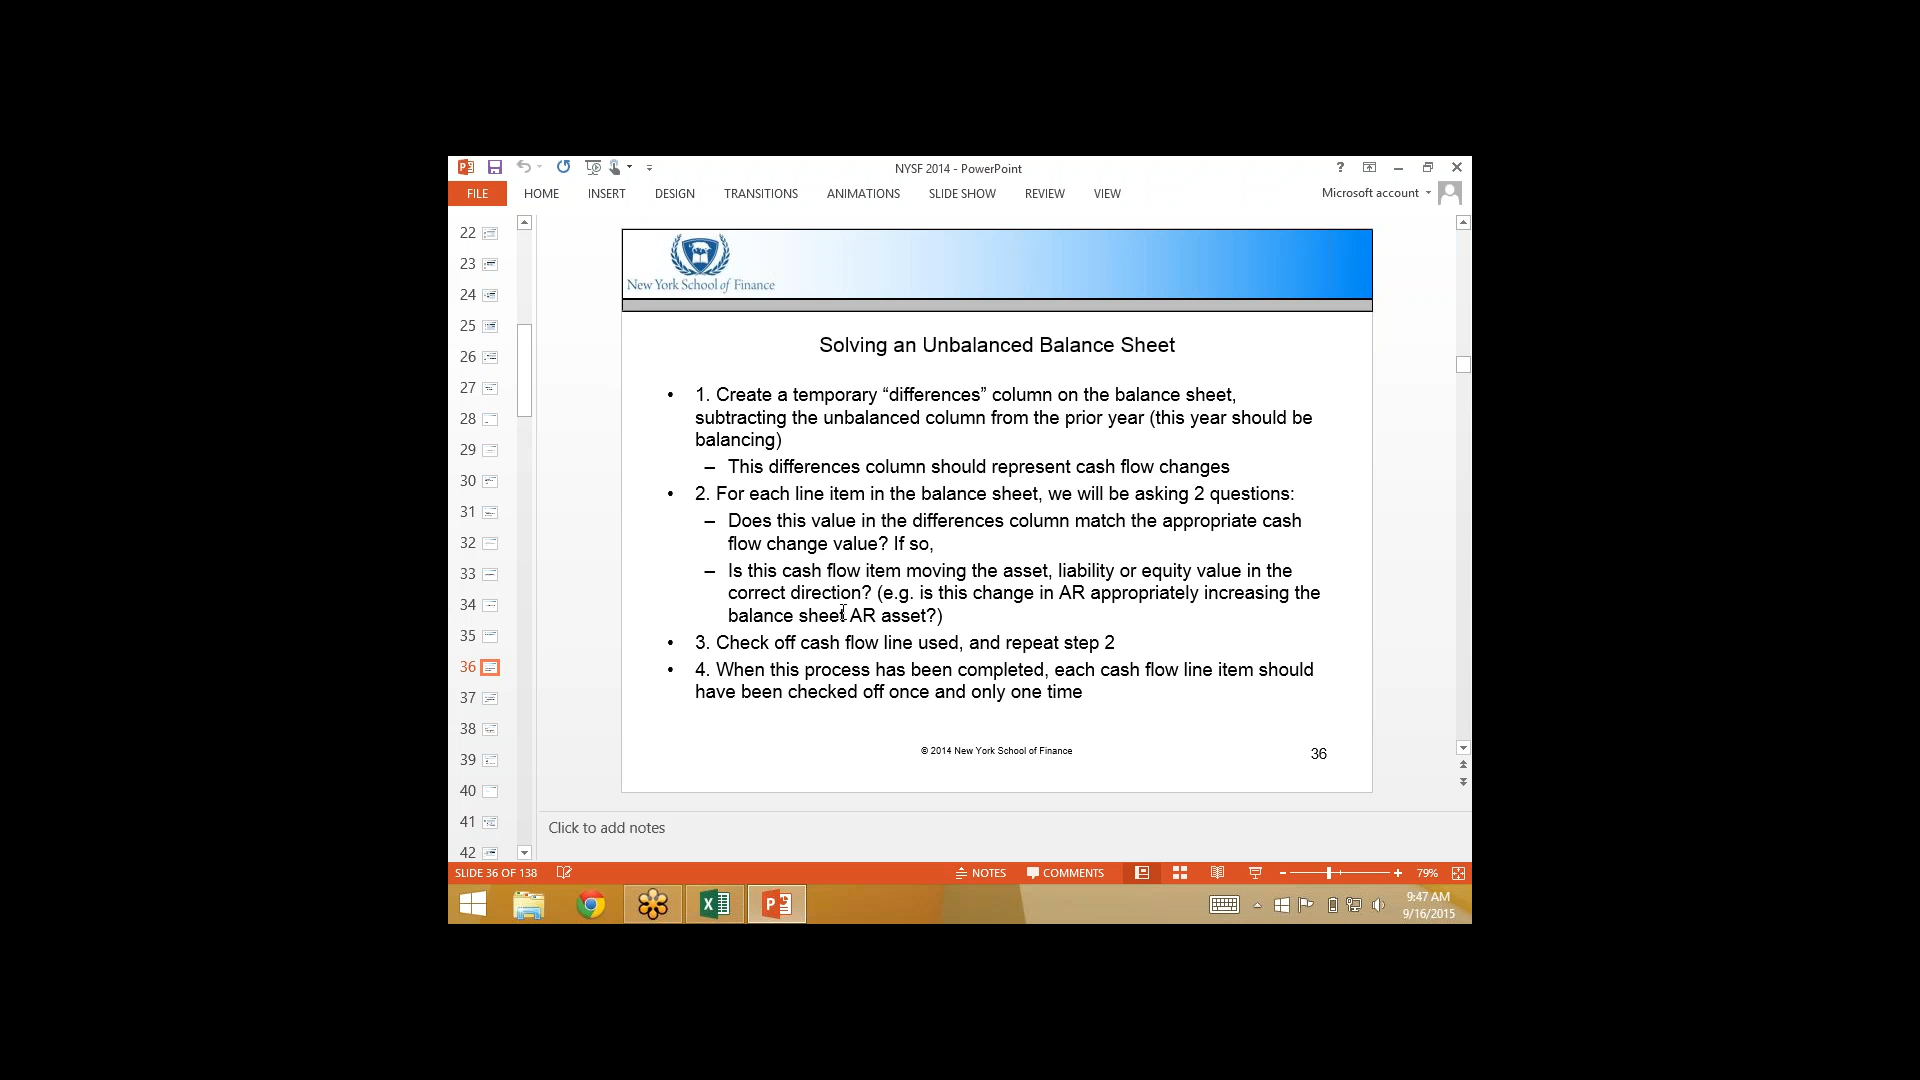 NYSF 2014 - PowerPoint
?
FILE
HOME
INSERT
DESIGN
TRANSITIONS
ANIMATIONS
SLIDE SHOW
REVIEW
VIEW
Microsoft account
22
23
24
25
26
27
28
29
30
31
32
33
34
35
36
37
38
39
40
41
42
New York School of Finance
Solving an Unbalanced Balance Sheet
• 1. Create a temporary “differences” column on the balance sheet,
subtracting the unbalanced column from the prior year (this year should be
balancing)
– This differences column should represent cash flow changes
• 2. For each line item in the balance sheet, we will be asking 2 questions:
– Does this value in the differences column match the appropriate cash
flow change value? If so,
– Is this cash flow item moving the asset, liability or equity value in the
correct direction? (e.g. is this change in AR appropriately increasing the
balance sheet AR asset?)
• 3. Check off cash flow line used, and repeat step 2
• 4. When this process has been completed, each cash flow line item should
have been checked off once and only one time
© 2014 New York School of Finance
36
Click to add notes
SLIDE 36 OF 138
NOTES
COMMENTS
79%
9:47 AM
9/16/2015